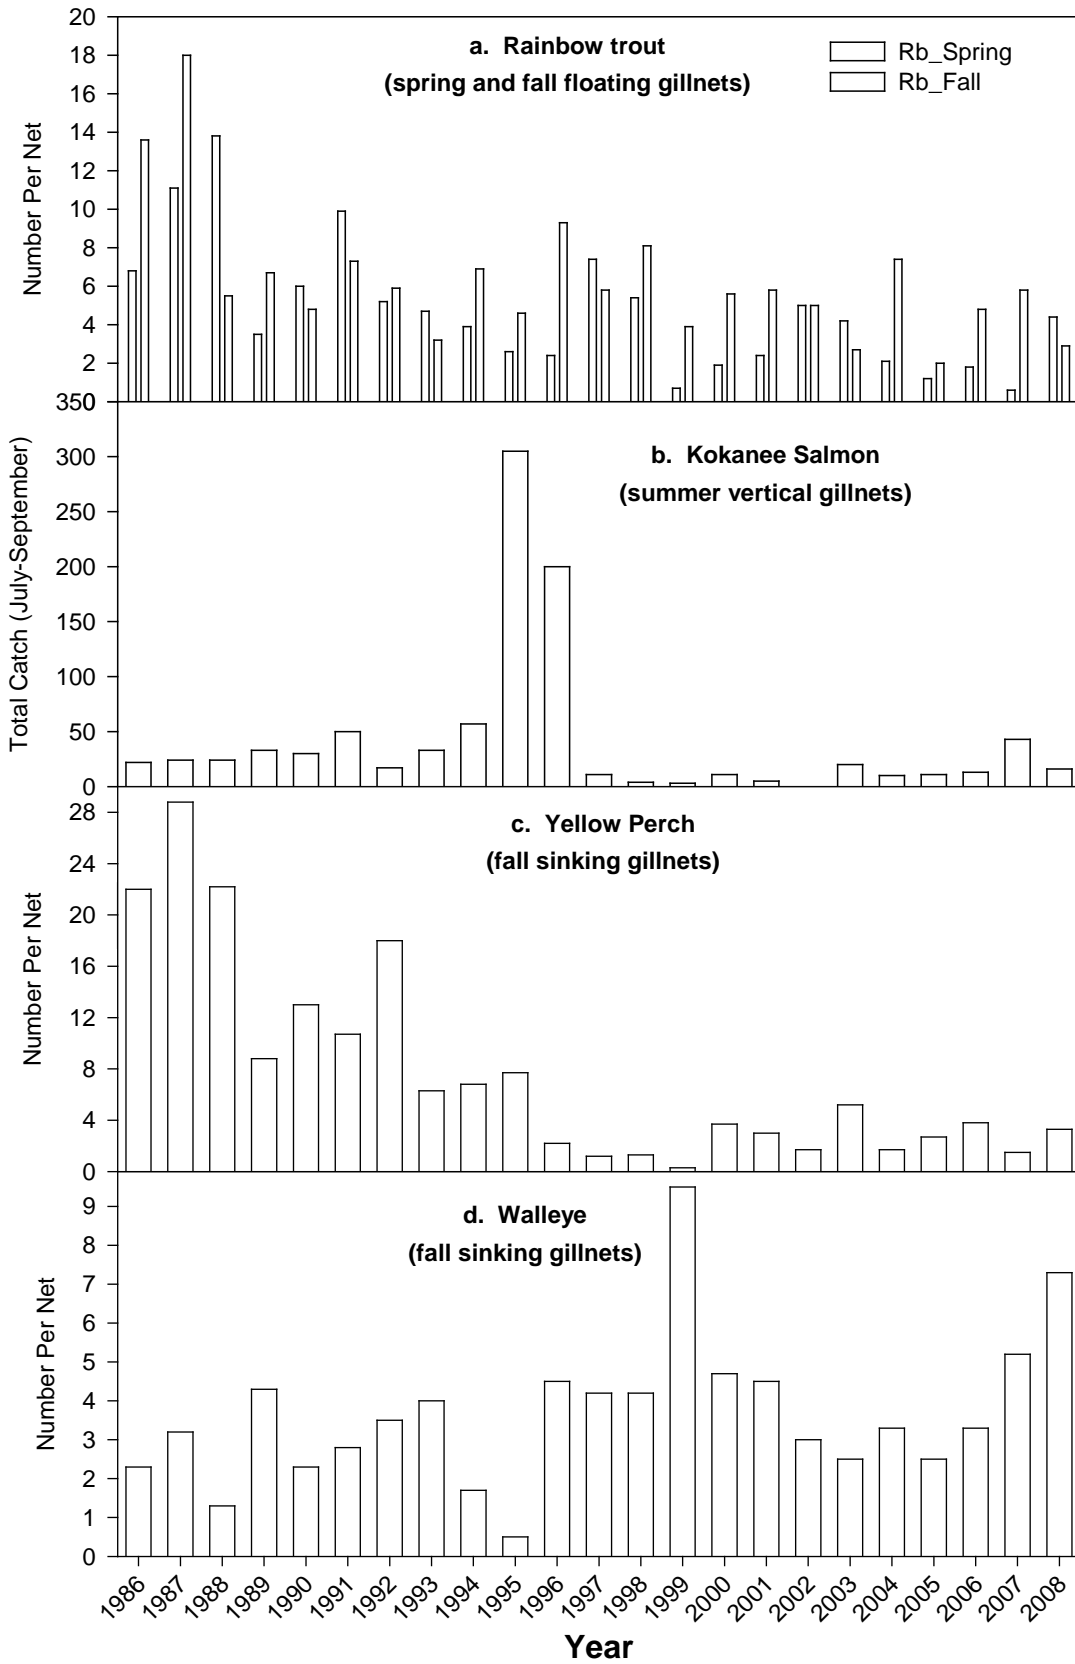 a. Rainbow trout
(spring and fall floating gillnets)
Rb_Spring
Rb_Fall
Number Per Net
20
18
16
14
12
10
8
6
4
2
0
b. Kokanee Salmon
(summer vertical gillnets)
Total Catch (July-September)
350
300
250
200
150
100
50
0
c. Yellow Perch
(fall sinking gillnets)
Number Per Net
28
24
20
16
12
8
4
0
d. Walleye
(fall sinking gillnets)
Number Per Net
9
8
7
6
5
4
3
2
1
0
1986 1987 1988 1989 1990 1991 1992 1993 1994 1995 1996 1997 1998 1999 2000 2001 2002 2003 2004 2005 2006 2007 2008
Year